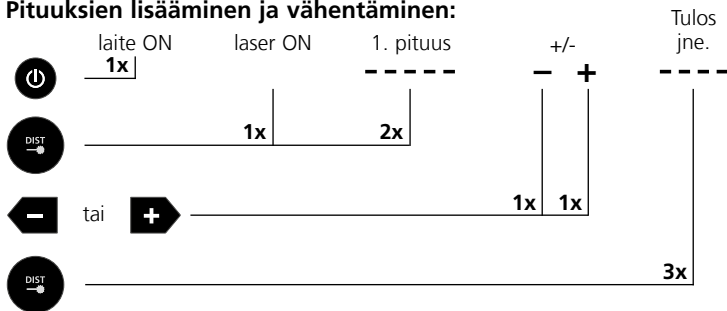 Pituuksien lisääminen ja vähentäminen:
laite ON
laser ON
1. pituus
+/-
Tulos
jne.
1x
− +
DIST
1x
2x
− tai +
1x
1x
DIST
3x